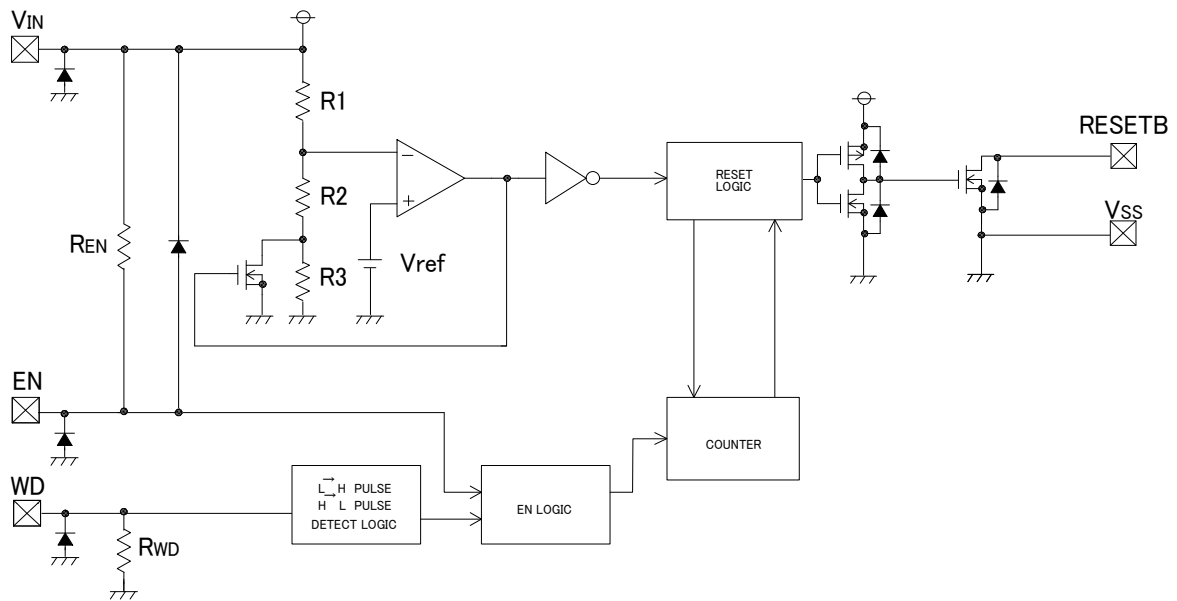 VIN
R1
RESETB
RESET
LOGIC
R2
VSS
REN
Vref
R3
EN
COUNTER
WD
L → H PULSE
H → L PULSE
DETECT LOGIC
EN LOGIC
RWD